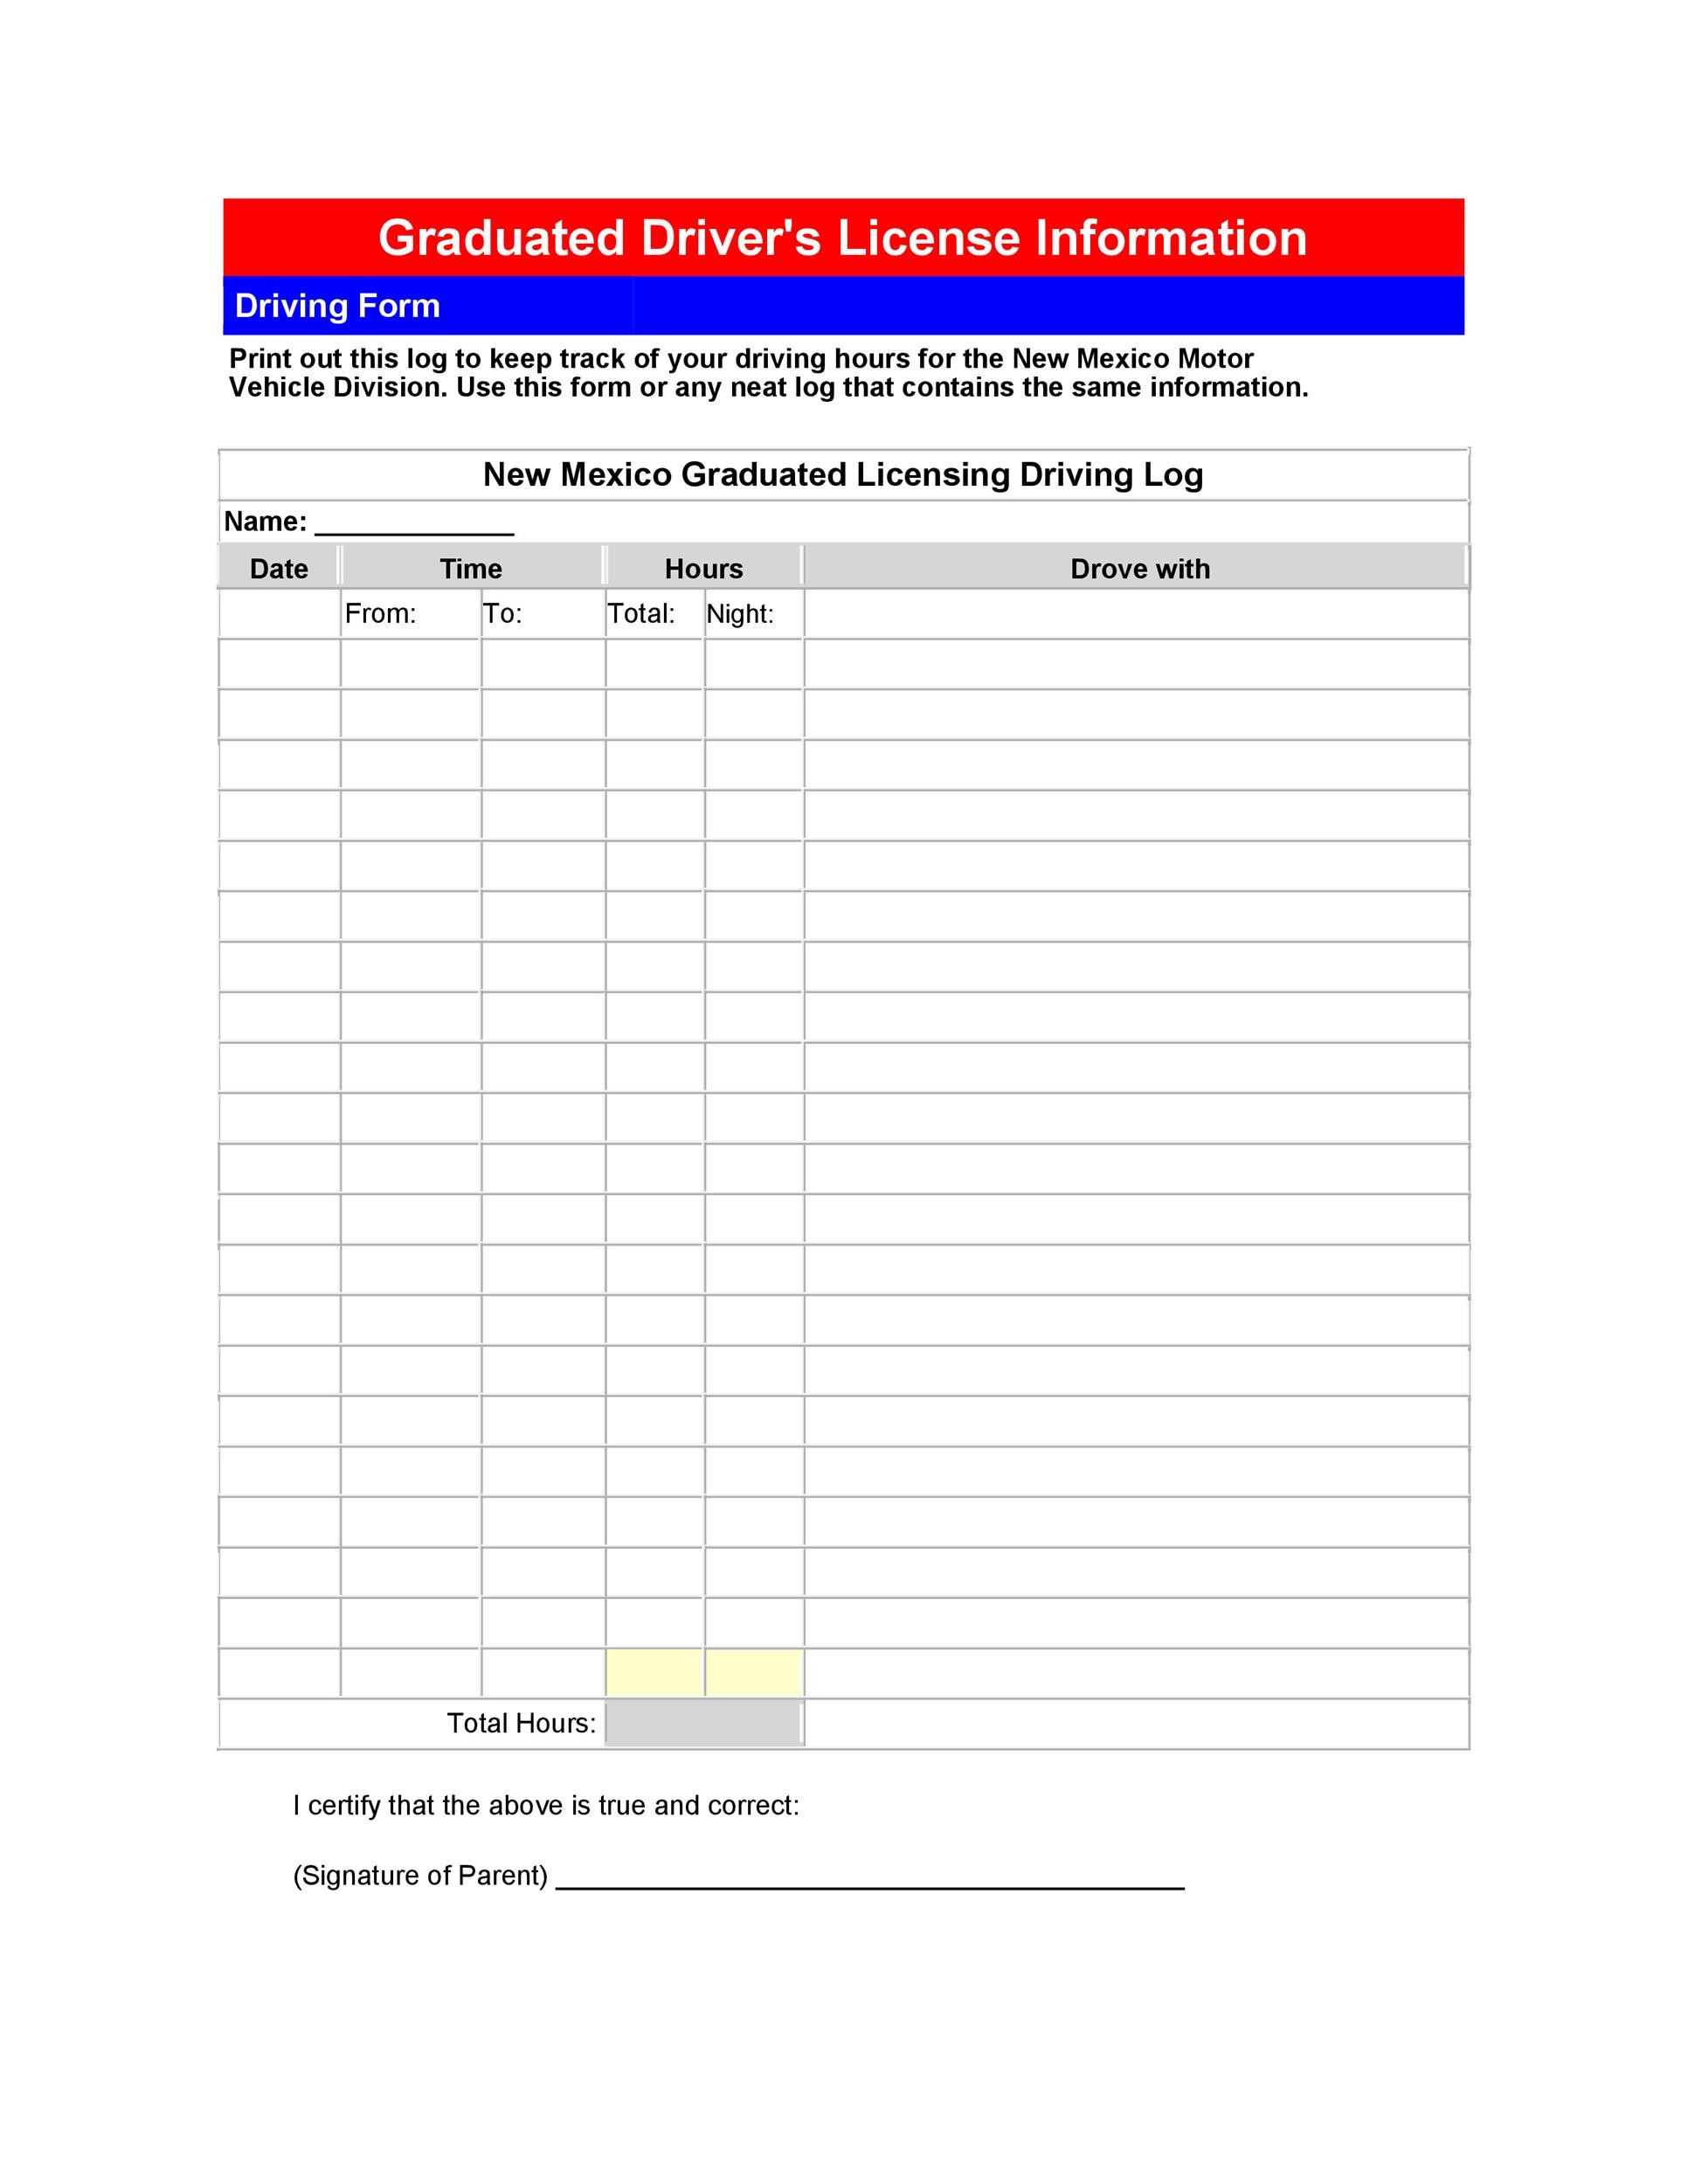 Graduated Driver's License Information
Driving Form
Print out this log to keep track of your driving hours for the New Mexico Motor
Vehicle Division. Use this form or any neat log that contains the same information.
New Mexico Graduated Licensing Driving Log
Name: ______________
Date Time Hours Drove with
From: To: Total: Night:
Total Hours:
I certify that the above is true and correct:
(Signature of Parent) ______________________________